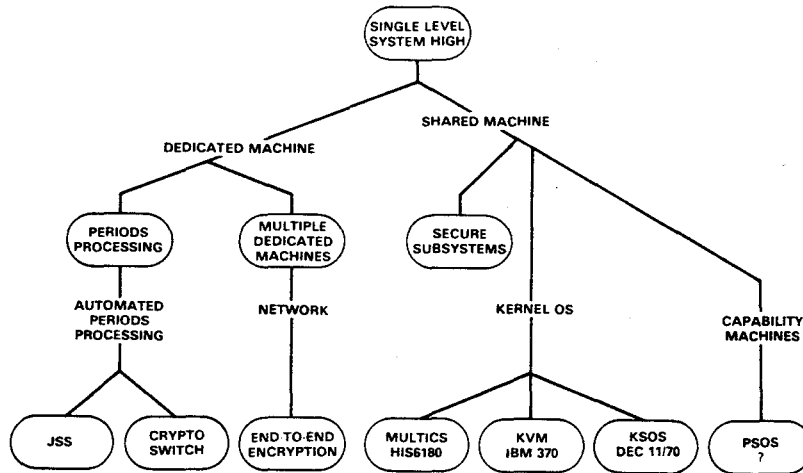 SINGLE LEVEL
SYSTEM HIGH
SHARED MACHINE
DEDICATED MACHINE
PERIODS
PROCESSING
MULTIPLE
DEDICATED
MACHINES
SECURE
SUBSYSTEMS
AUTOMATED
PERIODS
PROCESSING
NETWORK
KERNEL OS
CAPABILITY
MACHINES
JSS
CRYPTO
SWITCH
END-TO-END
ENCRYPTION
MULTICS
HIS6180
KVM
IBM 370
KSOS
DEC 11/70
PSOS
?